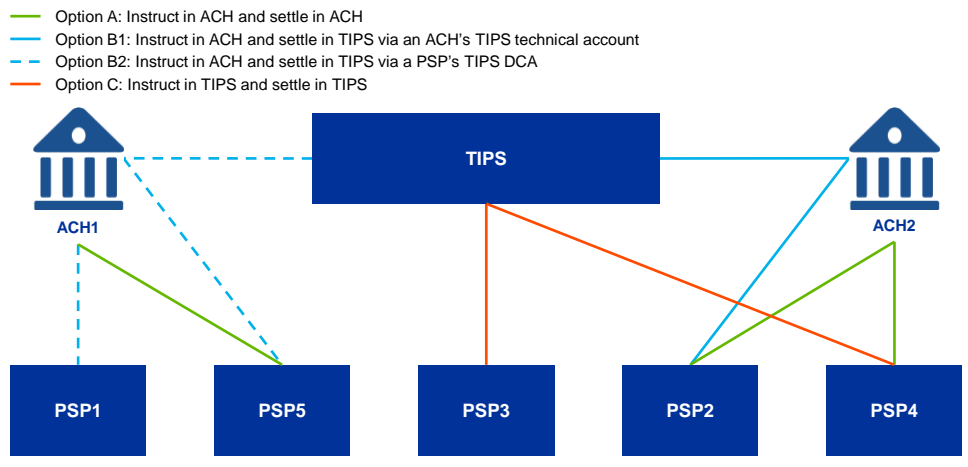 Option A: Instruct in ACH and settle in ACH
Option B1: Instruct in ACH and settle in TIPS via an ACH's TIPS technical account
Option B2: Instruct in ACH and settle in TIPS via a PSP's TIPS DCA
Option C: Instruct in TIPS and settle in TIPS
TIPS
ACH1
ACH2
PSP1
PSP5
PSP3
PSP2
PSP4